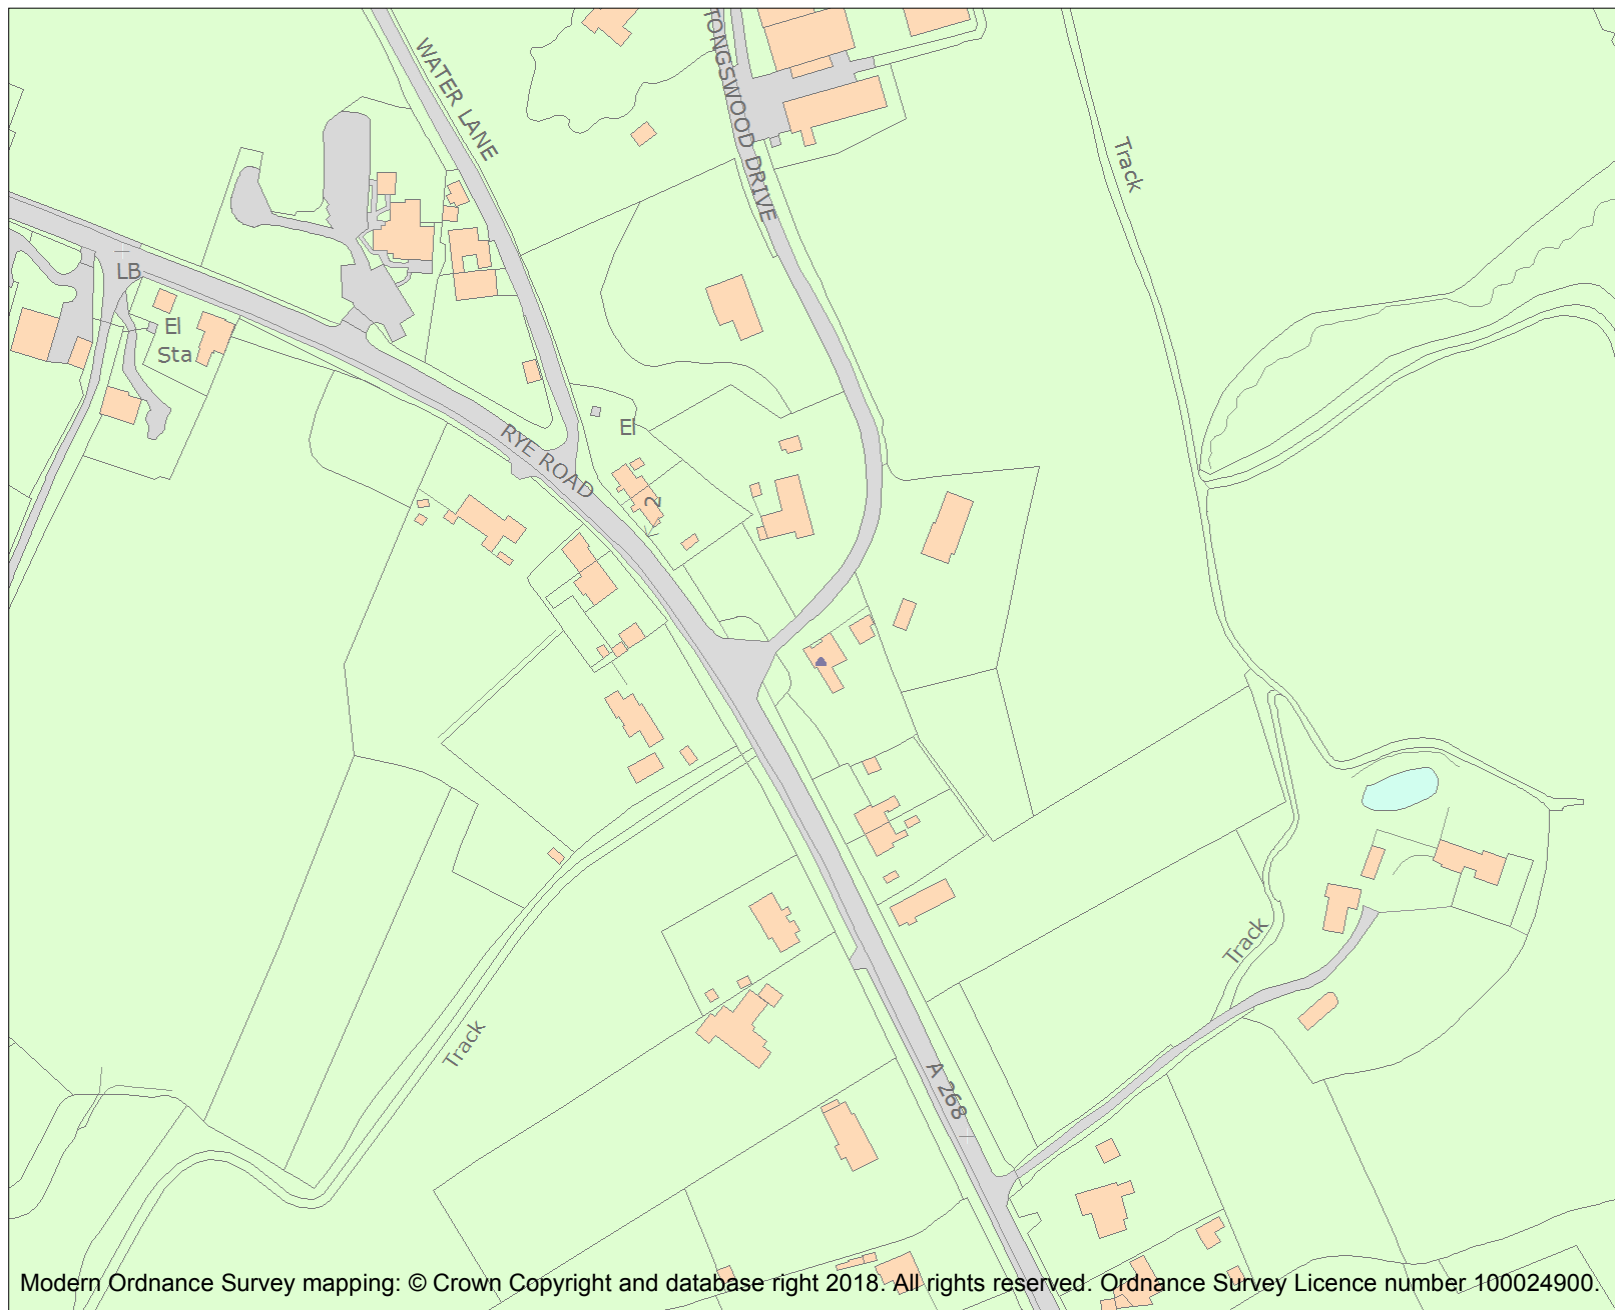 WATER LANE
TONGSWOOD DRIVE
Track
LB
El
Sta
El
RYE ROAD
2
Track
Track
A 268
Modern Ordnance Survey mapping: © Crown Copyright and database right 2018. All rights reserved. Ordnance Survey Licence number 100024900.